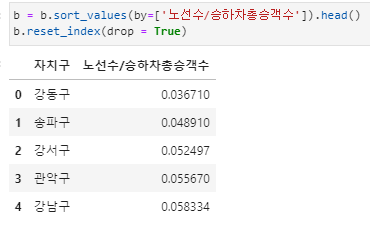 b = b.sort_values(by=['노선수/승하차총승객수']).head()
b.reset_index(drop = True)
자치구 노선수/승하차총승객수
0 강동구 0.036710
1 송파구 0.048910
2 강서구 0.052497
3 관악구 0.055670
4 강남구 0.058334